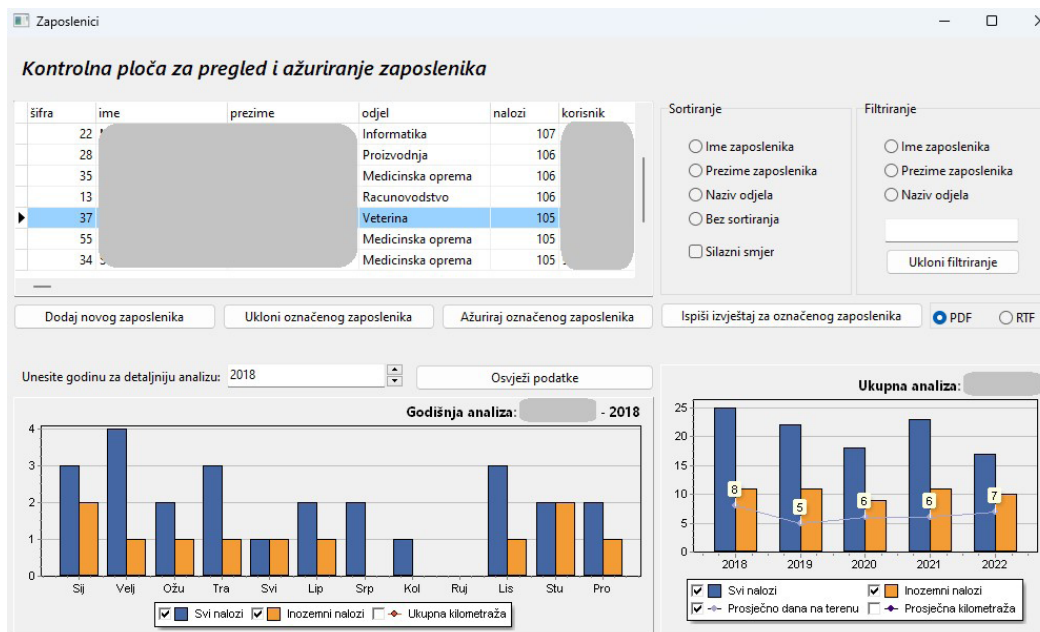 Zaposlenici
Kontrolna ploča za pregled i ažuriranje zaposlenika
šifra ime prezime odjel nalozi korisnik
22 Informatika 107
28 Proizvodnja 106
35 Medicinska oprema 106
13 Racunovodstvo 106
37 Veterina 105
55 Medicinska oprema 105
34 Medicinska oprema 105
Sortiranje
Ime zaposlenika
Prezime zaposlenika
Naziv odjela
Bez sortiranja
Silazni smjer
Filtriranje
Ime zaposlenika
Prezime zaposlenika
Naziv odjela
Ukloni filtriranje
Dodaj novog zaposlenika
Ukloni označenog zaposlenika
Ažuriraj označenog zaposlenika
Ispiši izvještaj za označenog zaposlenika
PDF
RTF
Unesite godinu za detaljniju analizu: 2018
Osvježi podatke
Godišnja analiza: - 2018
4
3
2
1
0
Sij Velj Ožu Tra Svi Lip Srp Kol Ruj Lis Stu Pro
Svi nalozi Inozemni nalozi Ukupna kilometraža
Ukupna analiza:
25
20
15
10
5
0
8 5 6 6 7
2018 2019 2020 2021 2022
Svi nalozi Inozemni nalozi
Prosječno dana na terenu Prosječna kilometraža